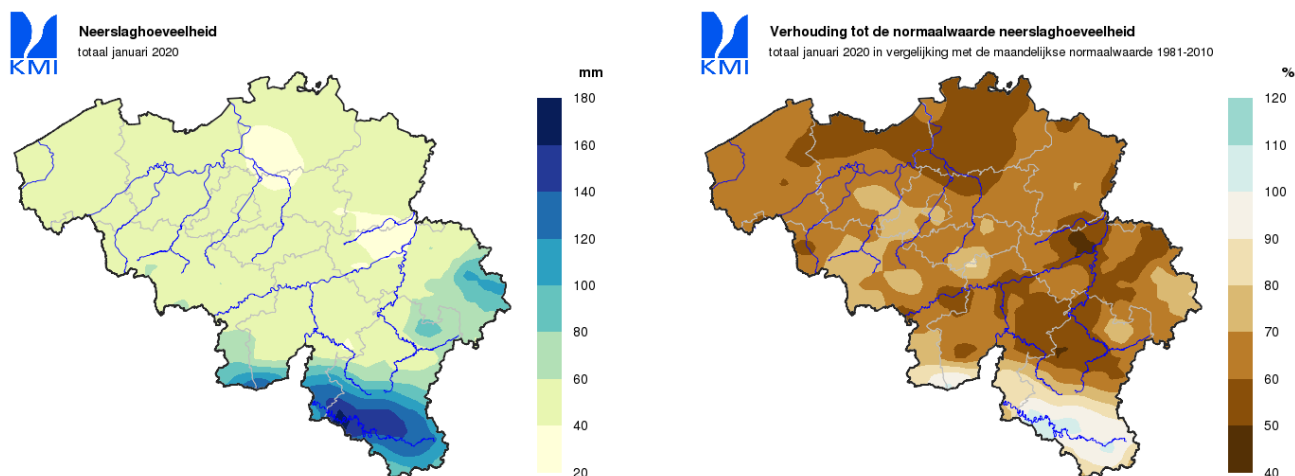 KMI
Neerslaghoeveelheid
totaal januari 2020
mm
180
160
140
120
100
80
60
40
20
KMI
Verhouding tot de normaalwaarde neerslaghoeveelheid
totaal januari 2020 in vergelijking met de maandelijkse normaalwaarde 1981-2010
%
120
110
100
90
80
70
60
50
40